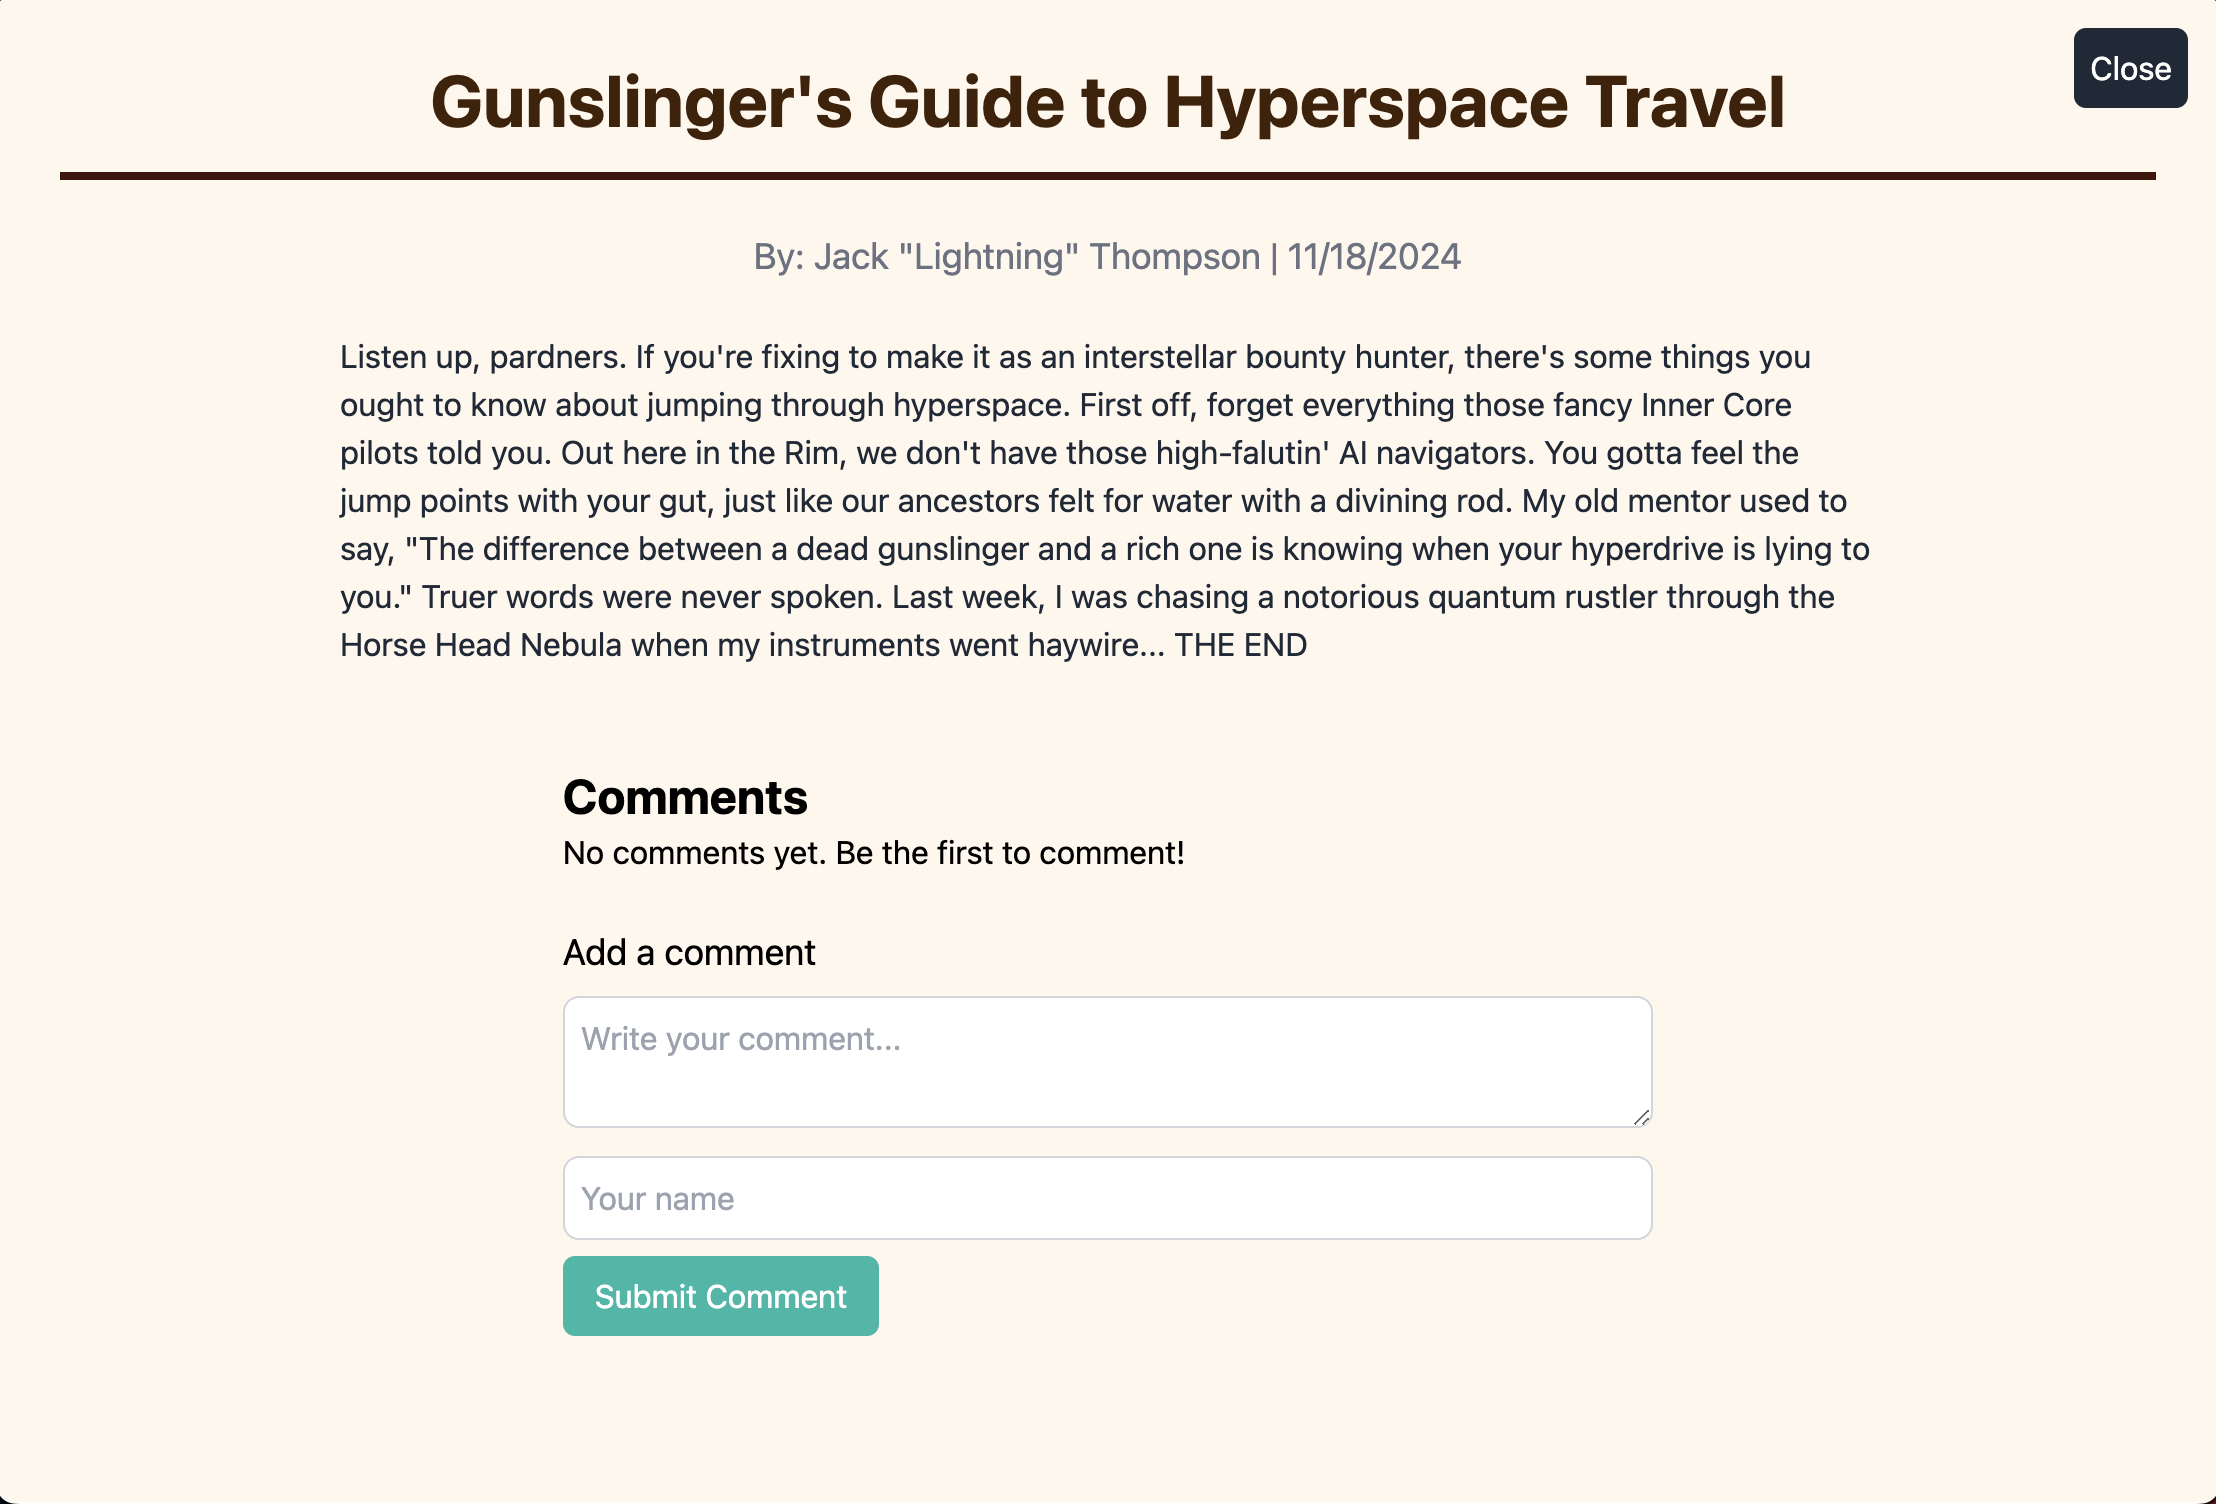 Close
Gunslinger's Guide to Hyperspace Travel
By: Jack "Lightning" Thompson | 11/18/2024
Listen up, pardners. If you're fixing to make it as an interstellar bounty hunter, there's some things you
ought to know about jumping through hyperspace. First off, forget everything those fancy Inner Core
pilots told you. Out here in the Rim, we don't have those high-falutin' AI navigators. You gotta feel the
jump points with your gut, just like our ancestors felt for water with a divining rod. My old mentor used to
say, "The difference between a dead gunslinger and a rich one is knowing when your hyperdrive is lying to
you." Truer words were never spoken. Last week, I was chasing a notorious quantum rustler through the
Horse Head Nebula when my instruments went haywire... THE END
Comments
No comments yet. Be the first to comment!
Add a comment
Write your comment...
Your name
Submit Comment